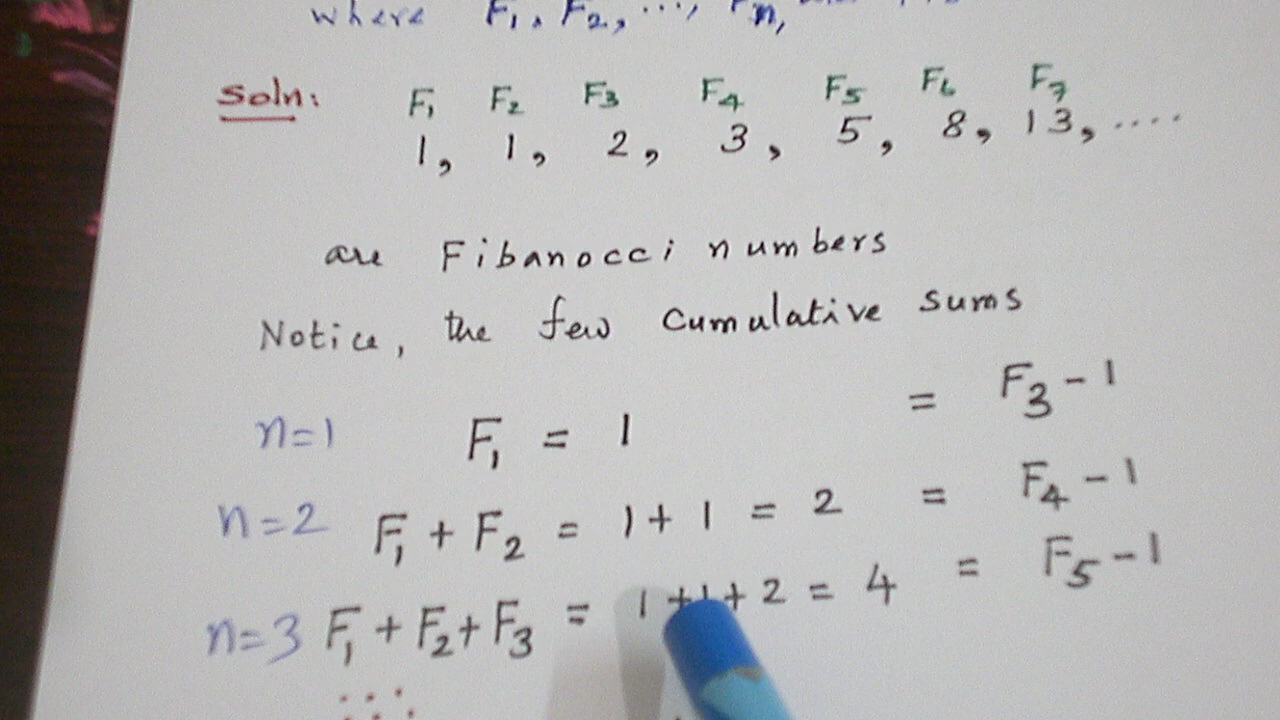 where F₁, F₂, ..., Fₙ,
Soln: F₁ F₂ F₃ F₄ F₅ F₆ F₇
1, 1, 2, 3, 5, 8, 13, ....
are Fibanocci numbers
Notice, the few Cumulative Sums
n=1 F₁ = 1 = F₃ - 1
n=2 F₁ + F₂ = 1 + 1 = 2 = F₄ - 1
n=3 F₁ + F₂ + F₃ = 1 + 1 + 2 = 4 = F₅ - 1